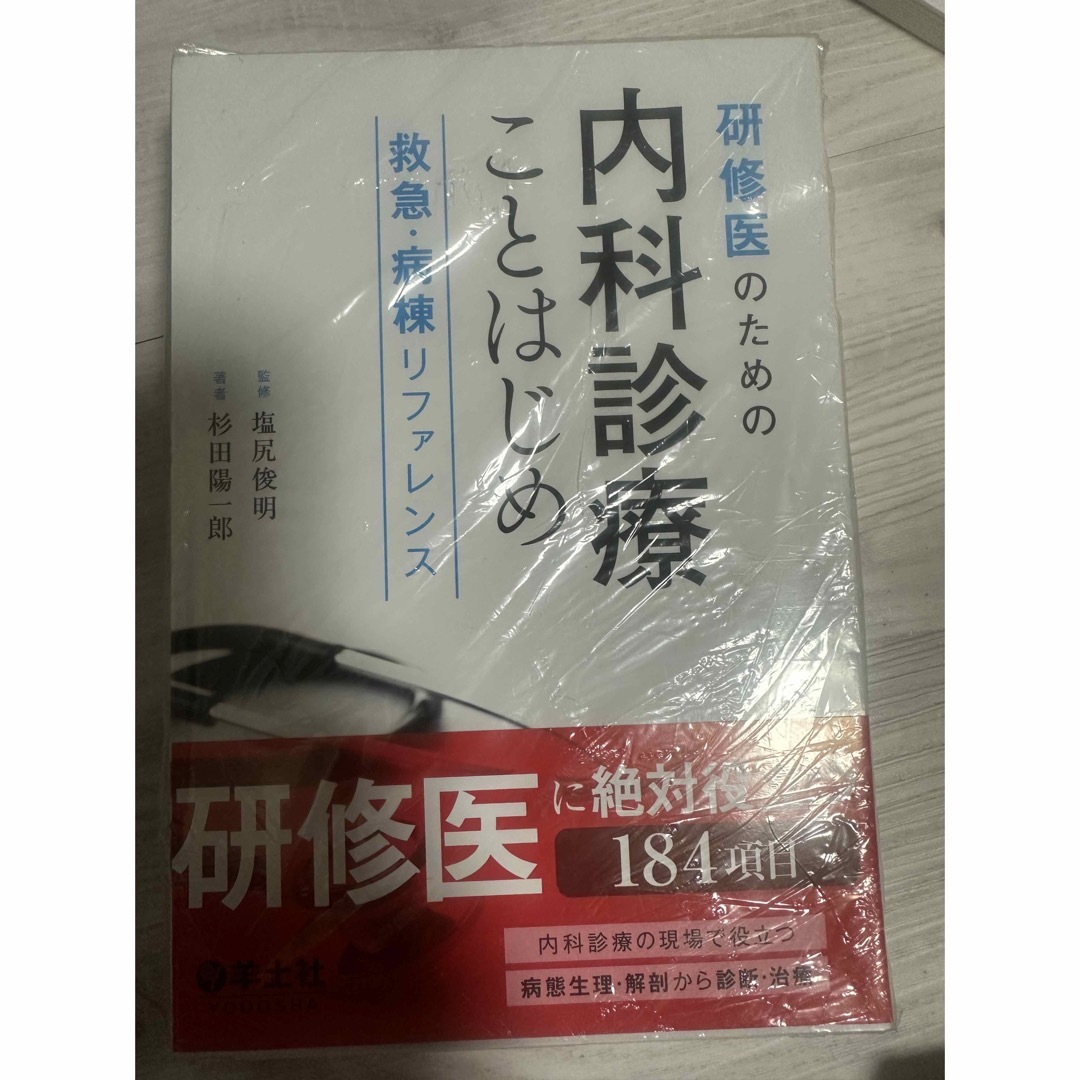 研修医のための
内科診療
ことはじめ
救急・病棟リファレンス
監修 塩尻俊明
著者 杉田陽一郎
研修医に絶対役
184項目
内科診療の現場で役立つ
病態生理・解剖から診断・治療
羊土社
YODOSHA